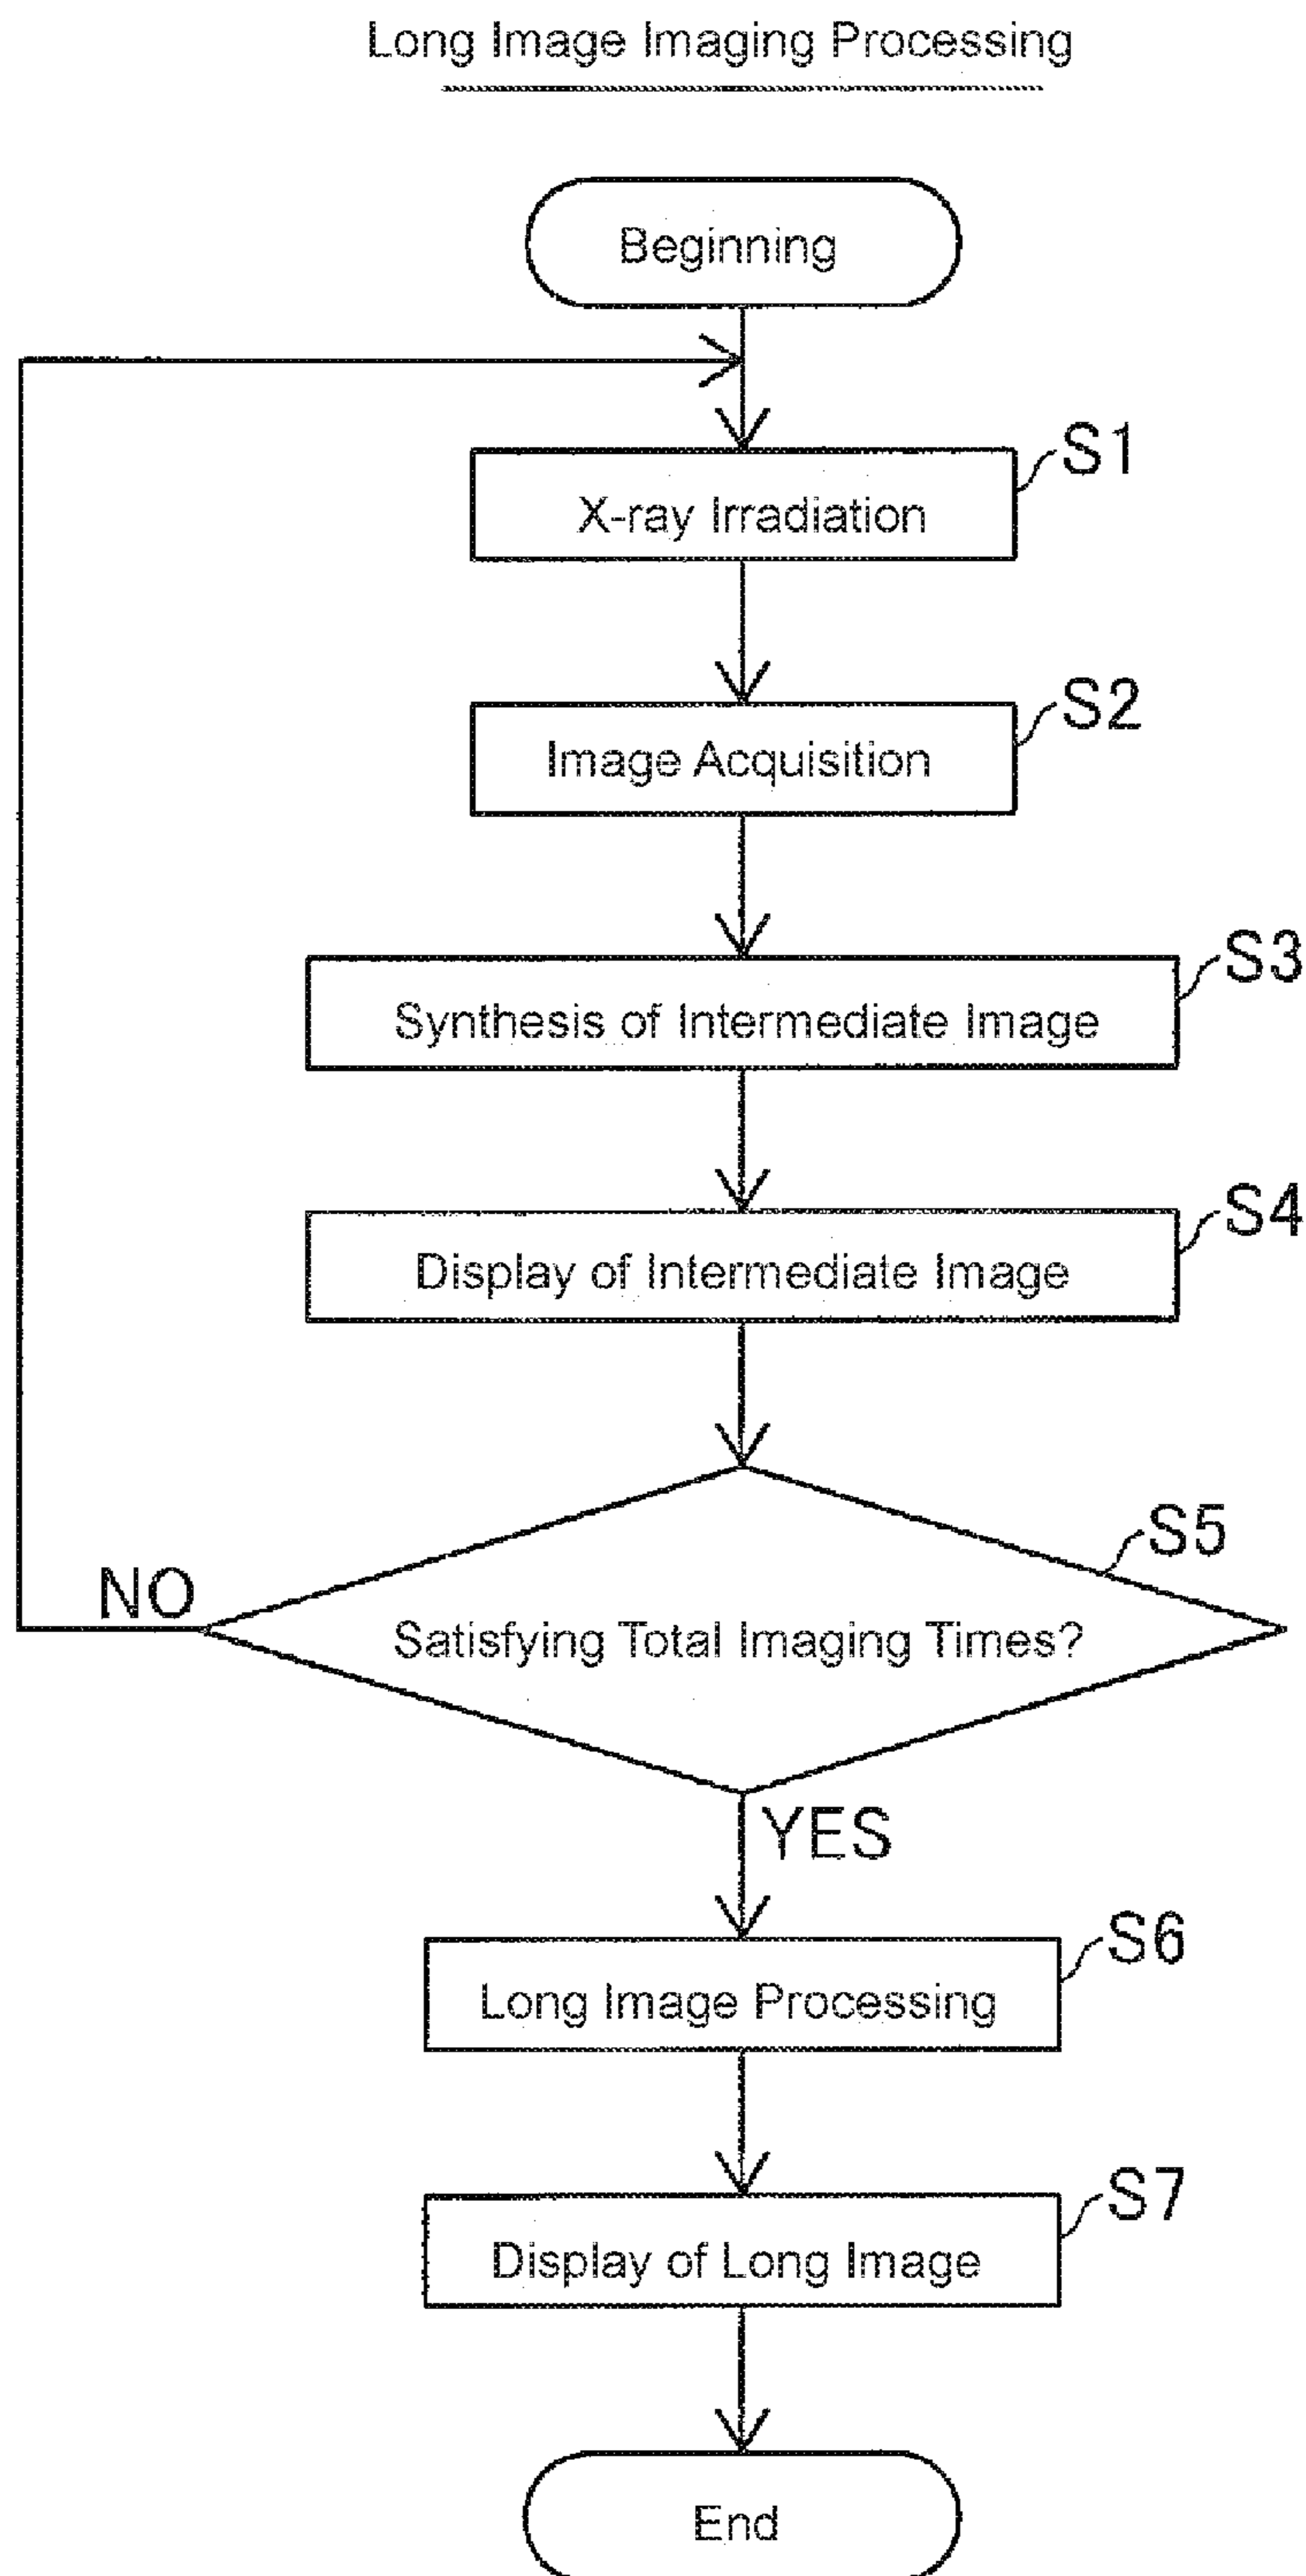 Long Image Imaging Processing
Beginning
S1
X-ray Irradiation
S2
Image Acquisition
S3
Synthesis of Intermediate Image
S4
Display of Intermediate Image
S5
NO
Satisfying Total Imaging Times?
YES
S6
Long Image Processing
S7
Display of Long Image
End